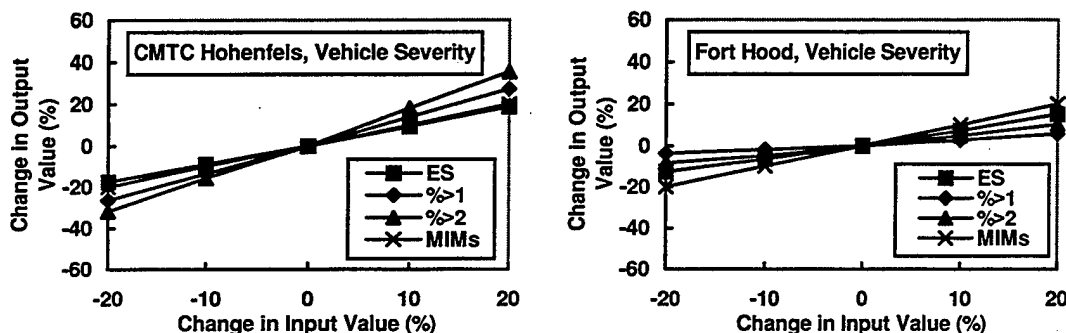 CMTC Hohenfels, Vehicle Severity
Change in Output
Value (%)
60
40
20
0
-20
-40
-60
ES
%>1
%>2
MIMs
-20 -10 0 10 20
Change in Input Value (%)
Fort Hood, Vehicle Severity
Change in Output
Value (%)
60
40
20
0
-20
-40
-60
ES
%>1
%>2
MIMs
-20 -10 0 10 20
Change in Input Value (%)